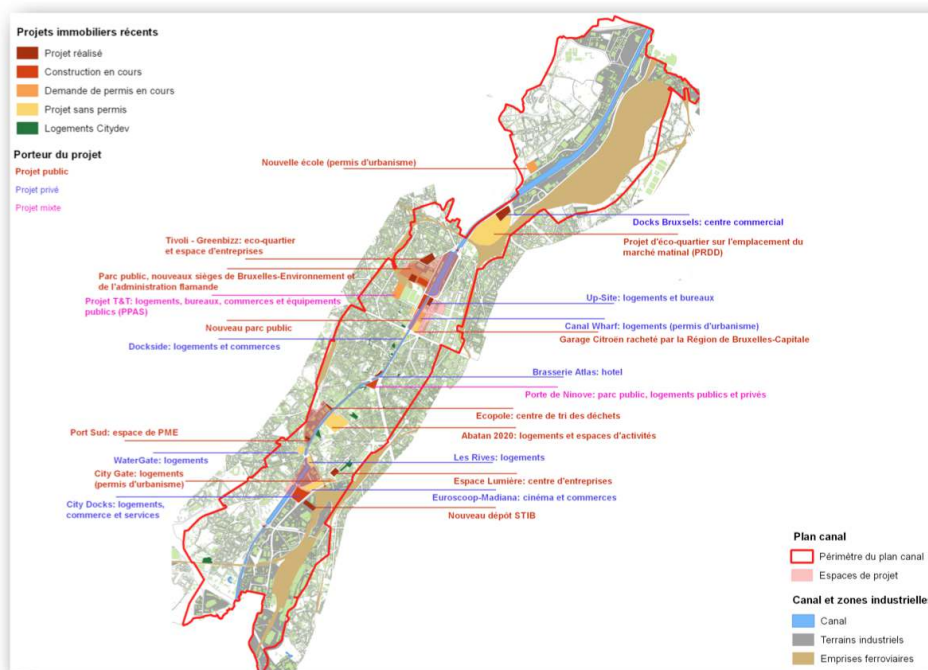 Projets immobiliers récents
Projet réalisé
Construction en cours
Demande de permis en cours
Projet sans permis
Logements Citydev
Porteur du projet
Projet public
Projet privé
Projet mixte
Nouvelle école (permis d'urbanisme)
Docks Bruxsels: centre commercial
Tivoli - Greenbizz: eco-quartier
et espace d'entreprises
Projet d'éco-quartier sur l'emplacement du
marché matinal (PRDD)
Parc public, nouveaux sièges de Bruxelles-Environnement et
de l'administration flamande
Projet T&T: logements, bureaux, commerces et équipements
publics (PPAS)
Up-Site: logements et bureaux
Nouveau parc public
Canal Wharf: logements (permis d'urbanisme)
Garage Citroën racheté par la Région de Bruxelles-Capitale
Dockside: logements et commerces
Brasserie Atlas: hotel
Porte de Ninove: parc public, logements publics et privés
Ecopole: centre de tri des déchets
Port Sud: espace de PME
Abatan 2020: logements et espaces d'activités
WaterGate: logements
Les Rives: logements
City Gate: logements
(permis d'urbanisme)
Espace Lumière: centre d'entreprises
City Docks: logements,
commerce et services
Euroscoop-Madiana: cinéma et commerces
Nouveau dépôt STIB
Plan canal
Périmètre du plan canal
Espaces de projet
Canal et zones industrielles
Canal
Terrains industriels
Emprises ferroviaires